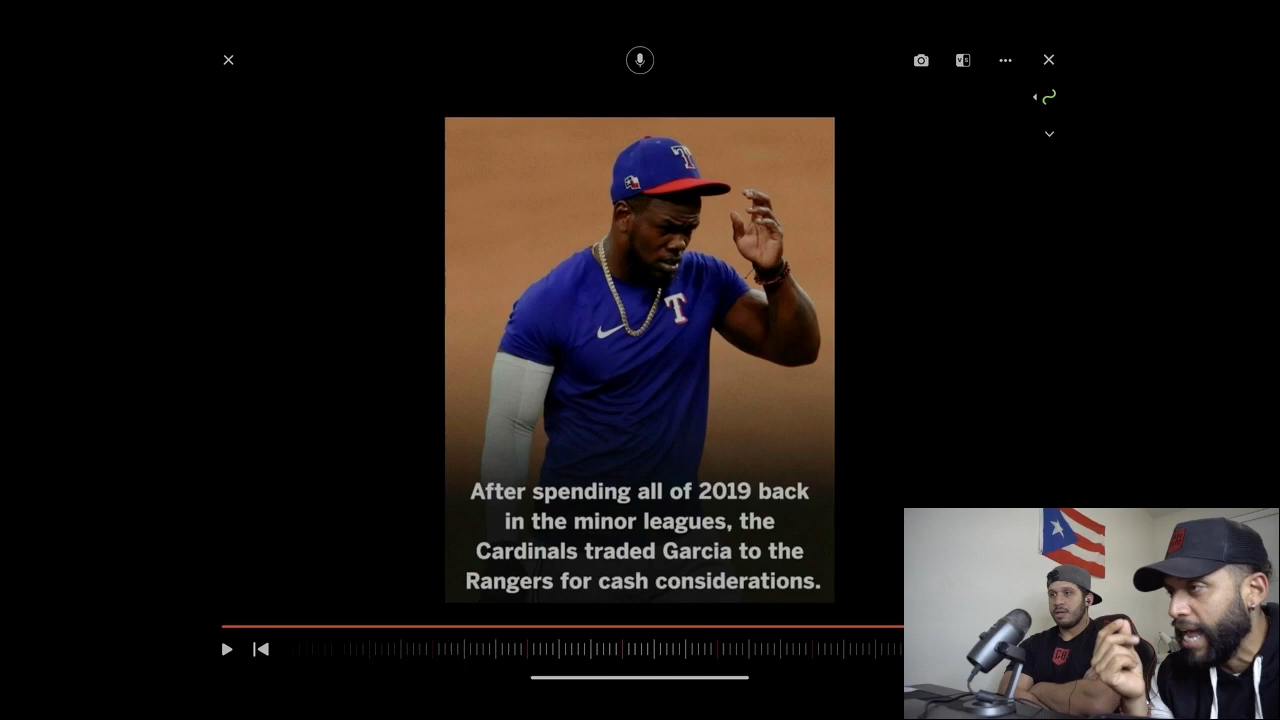 T
T
After spending all of 2019 back
in the minor leagues, the
Cardinals traded Garcia to the
Rangers for cash considerations.